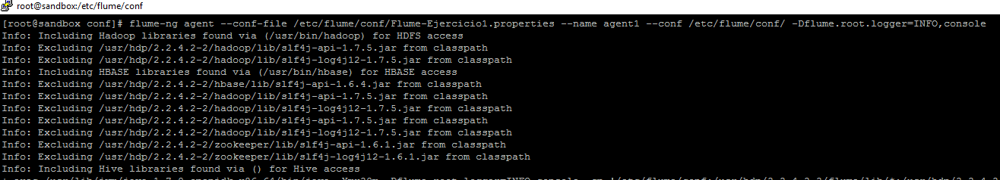 root@sandbox:/etc/flume/conf
[root@sandbox conf]# flume-ng agent --conf-file /etc/flume/conf/Flume-Ejercicio1.properties --name agent1 --conf /etc/flume/conf/ -Dflume.root.logger=INFO,console
Info: Including Hadoop libraries found via (/usr/bin/hadoop) for HDFS access
Info: Excluding /usr/hdp/2.2.4.2-2/hadoop/lib/slf4j-api-1.7.5.jar from classpath
Info: Excluding /usr/hdp/2.2.4.2-2/hadoop/lib/slf4j-log4j12-1.7.5.jar from classpath
Info: Including HBASE libraries found via (/usr/bin/hbase) for HBASE access
Info: Excluding /usr/hdp/2.2.4.2-2/hbase/lib/slf4j-api-1.6.4.jar from classpath
Info: Excluding /usr/hdp/2.2.4.2-2/hadoop/lib/slf4j-api-1.7.5.jar from classpath
Info: Excluding /usr/hdp/2.2.4.2-2/hadoop/lib/slf4j-log4j12-1.7.5.jar from classpath
Info: Excluding /usr/hdp/2.2.4.2-2/hadoop/lib/slf4j-api-1.7.5.jar from classpath
Info: Excluding /usr/hdp/2.2.4.2-2/hadoop/lib/slf4j-log4j12-1.7.5.jar from classpath
Info: Excluding /usr/hdp/2.2.4.2-2/zookeeper/lib/slf4j-api-1.6.1.jar from classpath
Info: Excluding /usr/hdp/2.2.4.2-2/zookeeper/lib/slf4j-log4j12-1.6.1.jar from classpath
Info: Including Hive libraries found via () for Hive access